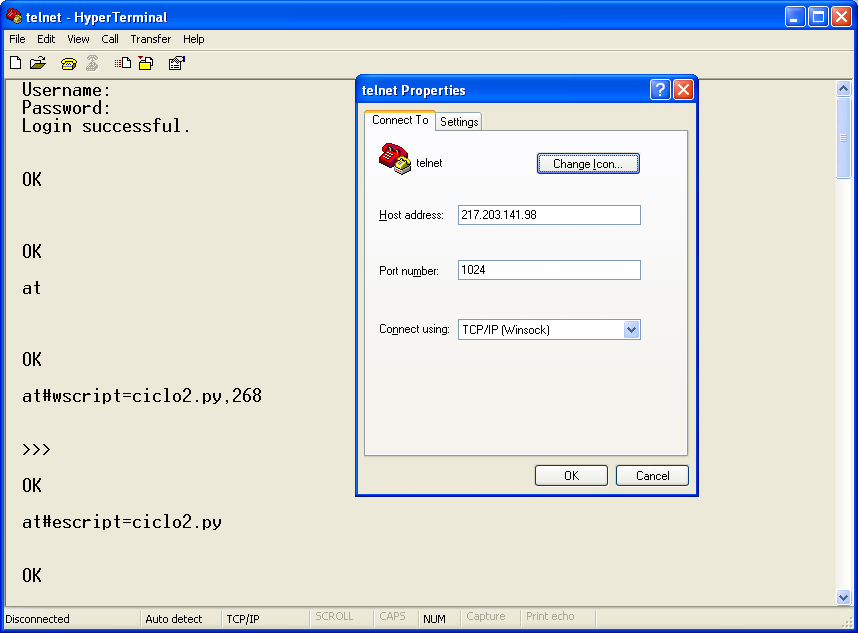 telnet - HyperTerminal
File Edit View Call Transfer Help
Username:
Password:
Login successful.
OK
OK
at
OK
at#wscript=ciclo2.py,268
>>>
OK
at#escript=ciclo2.py
OK
telnet Properties
Connect To Settings
telnet
Change Icon...
Host address: 217.203.141.98
Port number: 1024
Connect using: TCP/IP (Winsock)
OK Cancel
Disconnected Auto detect TCP/IP SCROLL CAPS NUM Capture Print echo